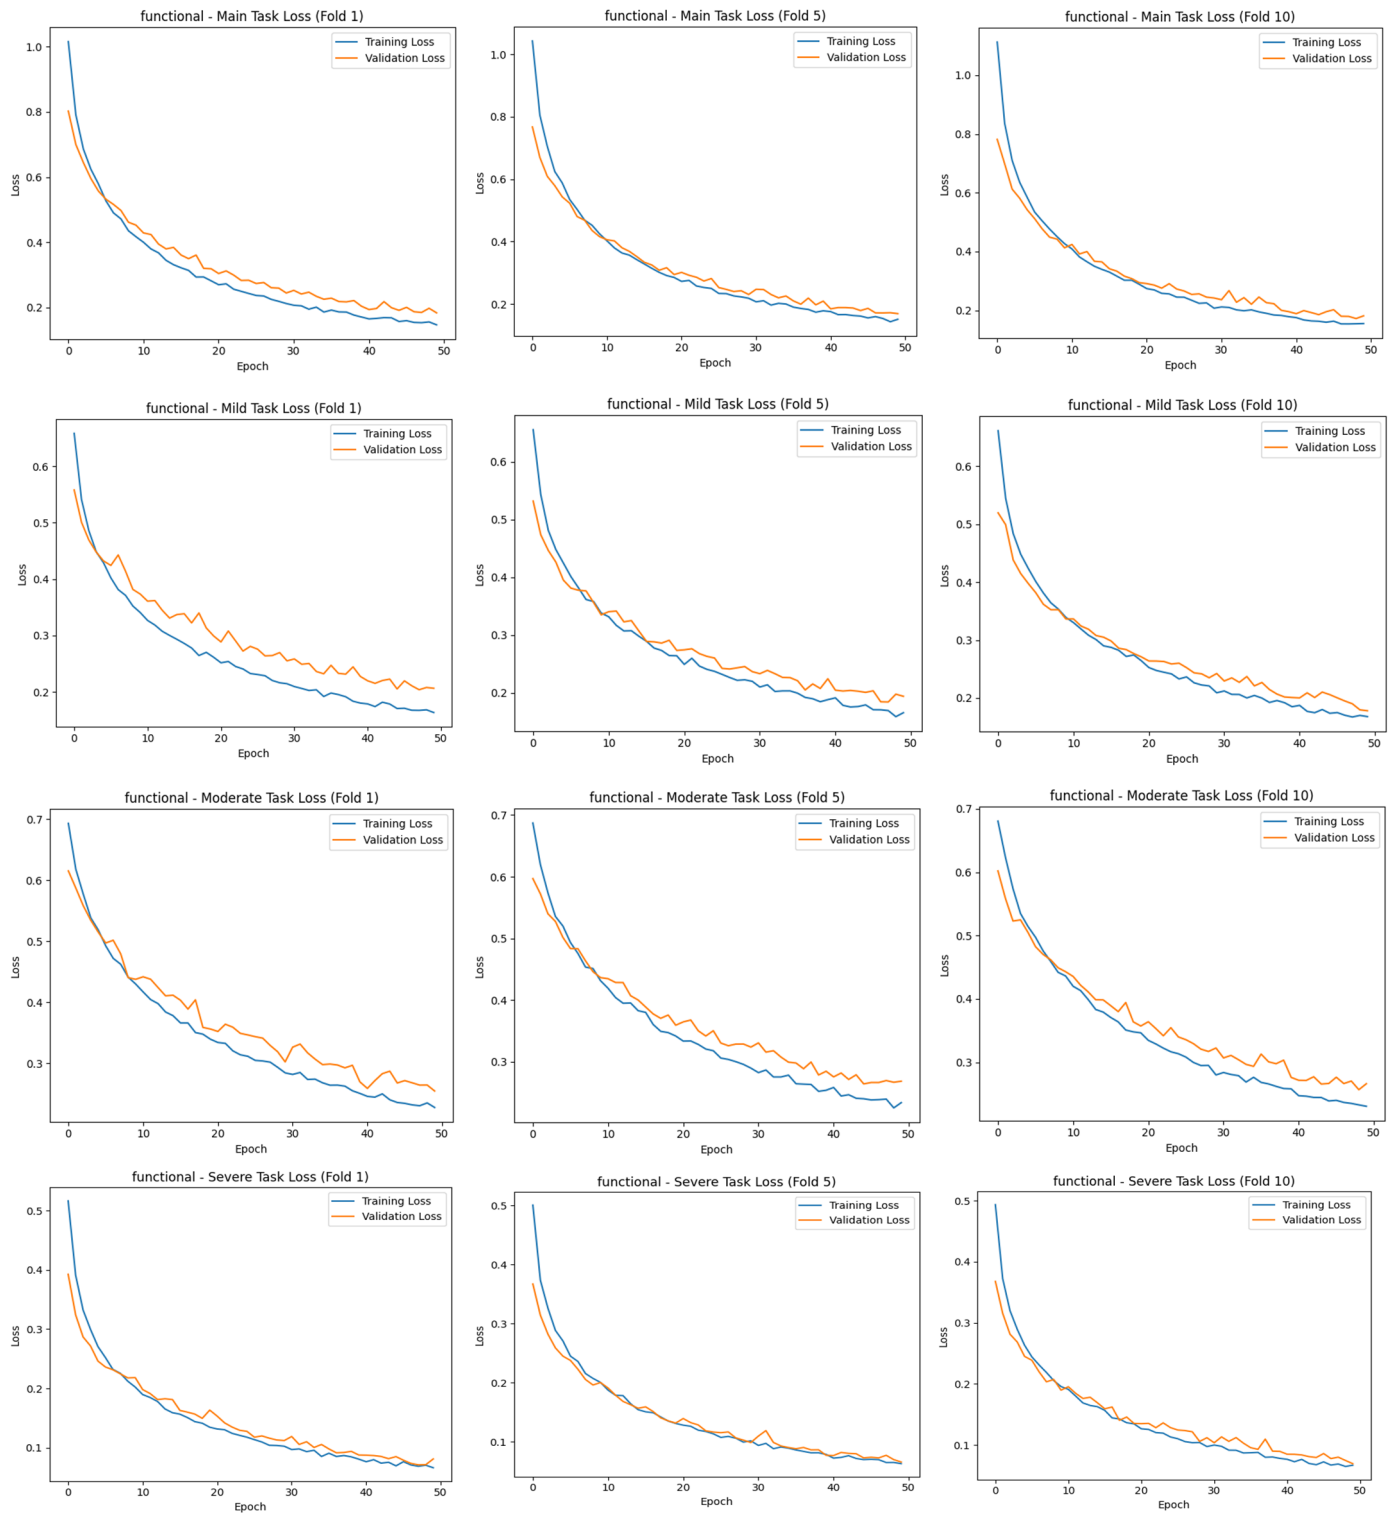 functional - Main Task Loss (Fold 1)
Training Loss
Validation Loss
Loss
1.0
0.8
0.6
0.4
0.2
0 10 20 30 40 50
Epoch
functional - Main Task Loss (Fold 5)
Training Loss
Validation Loss
Loss
1.0
0.8
0.6
0.4
0.2
0 10 20 30 40 50
Epoch
functional - Main Task Loss (Fold 10)
Training Loss
Validation Loss
Loss
1.0
0.8
0.6
0.4
0.2
0 10 20 30 40 50
Epoch
functional - Mild Task Loss (Fold 1)
Training Loss
Validation Loss
Loss
0.6
0.5
0.4
0.3
0.2
0 10 20 30 40 50
Epoch
functional - Mild Task Loss (Fold 5)
Training Loss
Validation Loss
Loss
0.6
0.5
0.4
0.3
0.2
0 10 20 30 40 50
Epoch
functional - Mild Task Loss (Fold 10)
Training Loss
Validation Loss
Loss
0.6
0.5
0.4
0.3
0.2
0 10 20 30 40 50
Epoch
functional - Moderate Task Loss (Fold 1)
Training Loss
Validation Loss
Loss
0.7
0.6
0.5
0.4
0.3
0 10 20 30 40 50
Epoch
functional - Moderate Task Loss (Fold 5)
Training Loss
Validation Loss
Loss
0.7
0.6
0.5
0.4
0.3
0 10 20 30 40 50
Epoch
functional - Moderate Task Loss (Fold 10)
Training Loss
Validation Loss
Loss
0.7
0.6
0.5
0.4
0.3
0 10 20 30 40 50
Epoch
functional - Severe Task Loss (Fold 1)
Training Loss
Validation Loss
Loss
0.5
0.4
0.3
0.2
0.1
0 10 20 30 40 50
Epoch
functional - Severe Task Loss (Fold 5)
Training Loss
Validation Loss
Loss
0.5
0.4
0.3
0.2
0.1
0 10 20 30 40 50
Epoch
functional - Severe Task Loss (Fold 10)
Training Loss
Validation Loss
Loss
0.5
0.4
0.3
0.2
0.1
0 10 20 30 40 50
Epoch